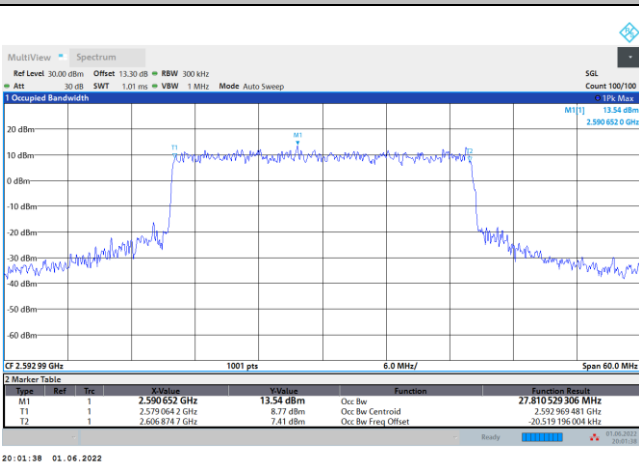 MultiView Spectrum
Ref Level 30.00 dBm Offset 13.30 dB RBW 300 kHz SGL
Att 30 dB SWT 1.01 ms VBW 1 MHz Mode Auto Sweep Count 100/100
1 Occupied Bandwidth 1Pk Max
M1[1] 13.54 dBm
2.590 652 0 GHz
M1
T1
T2
20 dBm
10 dBm
0 dBm
-10 dBm
-20 dBm
-30 dBm
-40 dBm
-50 dBm
-60 dBm
CF 2.592 99 GHz 1001 pts 6.0 MHz/ Span 60.0 MHz
2 Marker Table
Type Ref Trc X-Value Y-Value Function Function Result
M1 1 2.590 652 GHz 13.54 dBm Occ Bw 27.810 529 306 MHz
T1 1 2.579 064 2 GHz 8.77 dBm Occ Bw Centroid 2.592 969 481 GHz
T2 1 2.606 874 7 GHz 7.41 dBm Occ Bw Freq Offset -20.519 196 004 kHz
Ready 01.06.2022
20:01:38
20:01:38 01.06.2022